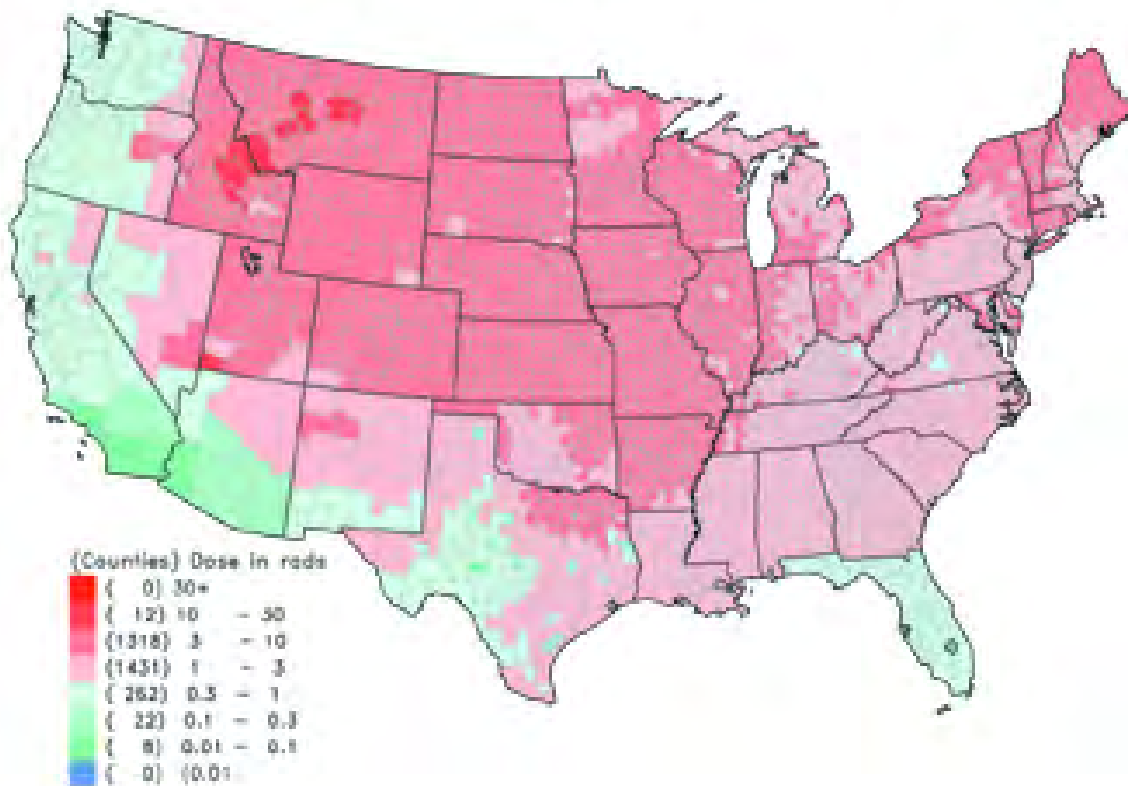 (Counties) Dose in rads
( 0) 30+
( 12) 10 - 30
(1318) 3 - 10
(1431) 1 - 3
( 262) 0.3 - 1
( 22) 0.1 - 0.3
( 8) 0.01 - 0.1
( 0) <0.01